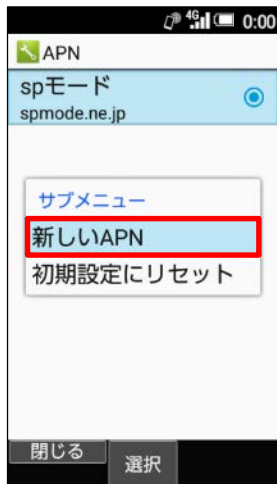 4G 0:00
APN
spモード
spmode.ne.jp
サブメニュー
新しいAPN
初期設定にリセット
閉じる
選択